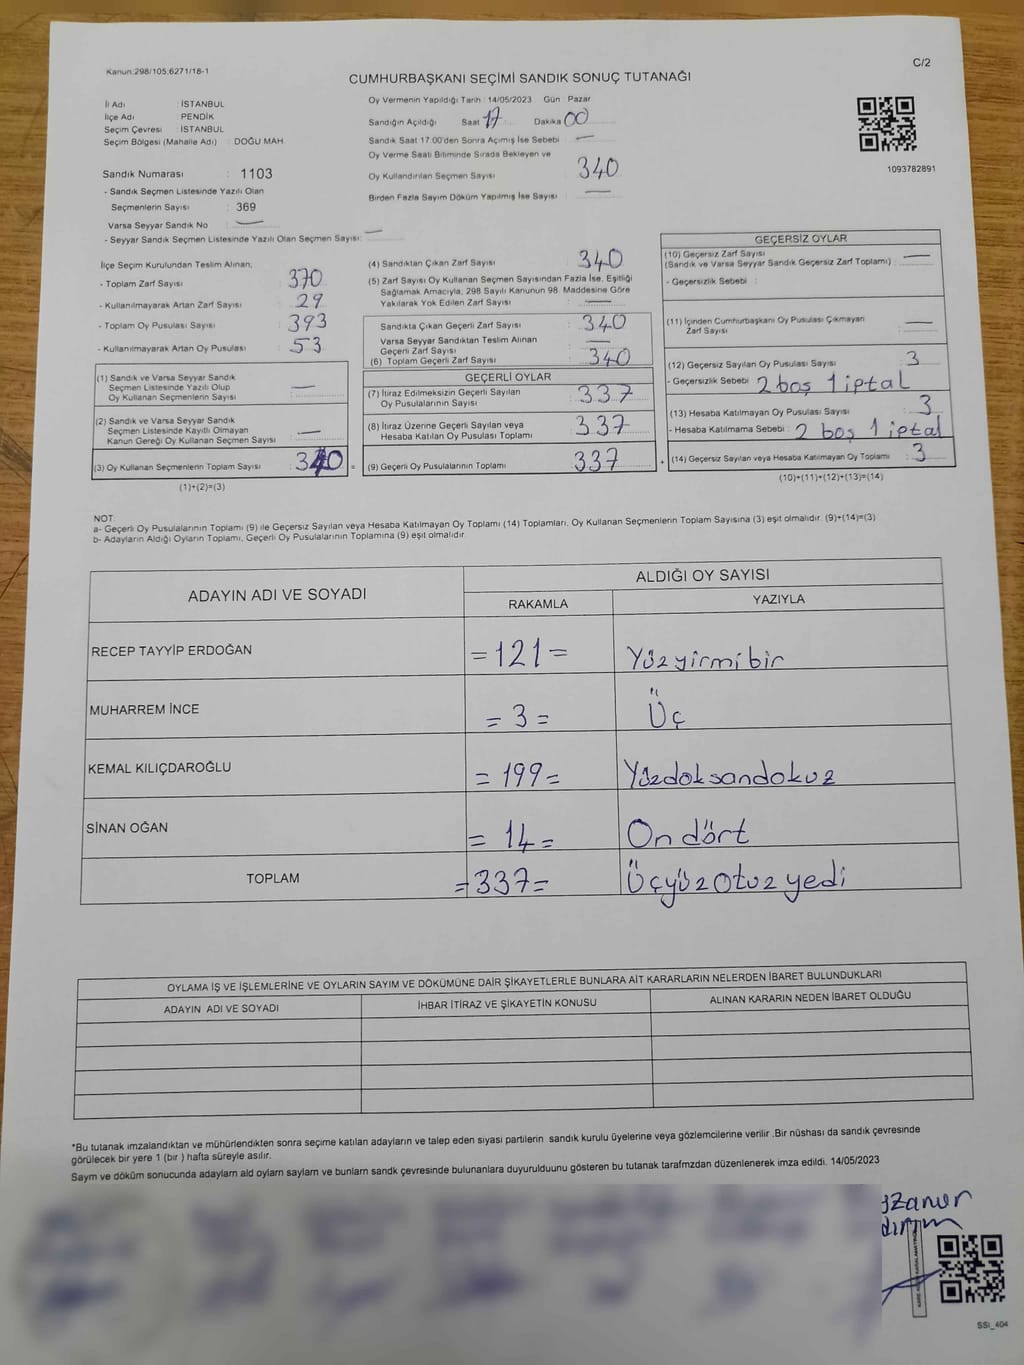 Kanun:298/105,6271/18-1
C/2
CUMHURBAŞKANI SEÇİMİ SANDIK SONUÇ TUTANAĞI
İl Adı : İSTANBUL
İlçe Adı : PENDİK
Seçim Çevresi : İSTANBUL
Seçim Bölgesi (Mahalle Adı) : DOĞU MAH.
Oy Vermenin Yapıldığı Tarih : 14/05/2023 Gün : Pazar
Sandığın Açıldığı Saat 17 Dakika 00
Sandık Saat 17:00'den Sonra Açımış İse Sebebi : —
Oy Verme Saati Bitiminde Sırada Bekleyen ve
Oy Kullandırılan Seçmen Sayısı : 340
Birden Fazla Sayım Döküm Yapılmış İse Sayısı : —
1093782891
Sandık Numarası : 1103
- Sandık Seçmen Listesinde Yazılı Olan
Seçmenlerin Sayısı : 369
Varsa Seyyar Sandık No : —
- Seyyar Sandık Seçmen Listesinde Yazılı Olan Seçmen Sayısı: —
İlçe Seçim Kurulundan Teslim Alınan;
- Toplam Zarf Sayısı : 370
- Kullanılmayarak Artan Zarf Sayısı : 29
- Toplam Oy Pusulası Sayısı : 393
- Kullanılmayarak Artan Oy Pusulası : 53
(1) Sandık ve Varsa Seyyar Sandık
Seçmen Listesinde Yazılı Olup
Oy Kullanan Seçmenlerin Sayısı : —
(2) Sandık ve Varsa Seyyar Sandık
Seçmen Listesinde Kayıtlı Olmayan
Kanun Gereği Oy Kullanan Seçmen Sayısı : —
(3) Oy Kullanan Seçmenlerin Toplam Sayısı : 340 =
(1)+(2)=(3)
(4) Sandıktan Çıkan Zarf Sayısı : 340
(5) Zarf Sayısı Oy Kullanan Seçmen Sayısından Fazla İse, Eşitliği
Sağlamak Amacıyla, 298 Sayılı Kanunun 98. Maddesine Göre
Yakılarak Yok Edilen Zarf Sayısı : —
Sandıkta Çıkan Geçerli Zarf Sayısı : 340
Varsa Seyyar Sandıktan Teslim Alınan
Geçerli Zarf Sayısı : —
(6) Toplam Geçerli Zarf Sayısı : 340
GEÇERLİ OYLAR
(7) İtiraz Edilmeksizin Geçerli Sayılan
Oy Pusulalarının Sayısı : 337
(8) İtiraz Üzerine Geçerli Sayılan veya
Hesaba Katılan Oy Pusulası Toplamı : 337
(9) Geçerli Oy Pusulalarının Toplamı : 337 +
GEÇERSİZ OYLAR
(10) Geçersiz Zarf Sayısı
(Sandık ve Varsa Seyyar Sandık Geçersiz Zarf Toplamı) : —
- Geçersizlik Sebebi :
(11) İçinden Cumhurbaşkanı Oy Pusulası Çıkmayan
Zarf Sayısı : —
(12) Geçersiz Sayılan Oy Pusulası Sayısı : 3
- Geçersizlik Sebebi : 2 boş 1 iptal
(13) Hesaba Katılmayan Oy Pusulası Sayısı : 3
- Hesaba Katılmama Sebebi : 2 boş 1 iptal
(14) Geçersiz Sayılan veya Hesaba Katılmayan Oy Toplamı : 3
(10)+(11)+(12)+(13)=(14)
NOT:
a- Geçerli Oy Pusulalarının Toplamı (9) ile Geçersiz Sayılan veya Hesaba Katılmayan Oy Toplamı (14) Toplamları, Oy Kullanan Seçmenlerin Toplam Sayısına (3) eşit olmalıdır. (9)+(14)=(3)
b- Adayların Aldığı Oyların Toplamı, Geçerli Oy Pusulalarının Toplamına (9) eşit olmalıdır.
ADAYIN ADI VE SOYADI
ALDIĞI OY SAYISI
RAKAMLA YAZIYLA
RECEP TAYYİP ERDOĞAN =121= Yüzyirmibir
MUHARREM İNCE =3= Üç
KEMAL KILIÇDAROĞLU =199= Yüzdoksandokuz
SİNAN OĞAN =14= On dört
TOPLAM =337= Üçyüzotuzyedi
OYLAMA İŞ VE İŞLEMLERİNE VE OYLARIN SAYIM VE DÖKÜMÜNE DAİR ŞİKAYETLERLE BUNLARA AİT KARARLARIN NELERDEN İBARET BULUNDUKLARI
ADAYIN ADI VE SOYADI İHBAR İTİRAZ VE ŞİKAYETİN KONUSU ALINAN KARARIN NEDEN İBARET OLDUĞU
*Bu tutanak imzalandıktan ve mühürlendikten sonra seçime katılan adayların ve talep eden siyasi partilerin sandık kurulu üyelerine veya gözlemcilerine verilir .Bir nüshası da sandık çevresinde
görülecek bir yere 1 (bir ) hafta süreyle asılır.
Sayım ve döküm sonucunda adayların ald oyların sayların ve bunların sandk çevresinde bulunanlara duyurulduunu gösteren bu tutanak tarafmzdan düzenlenerek imza edildi. 14/05/2023
SSI_404